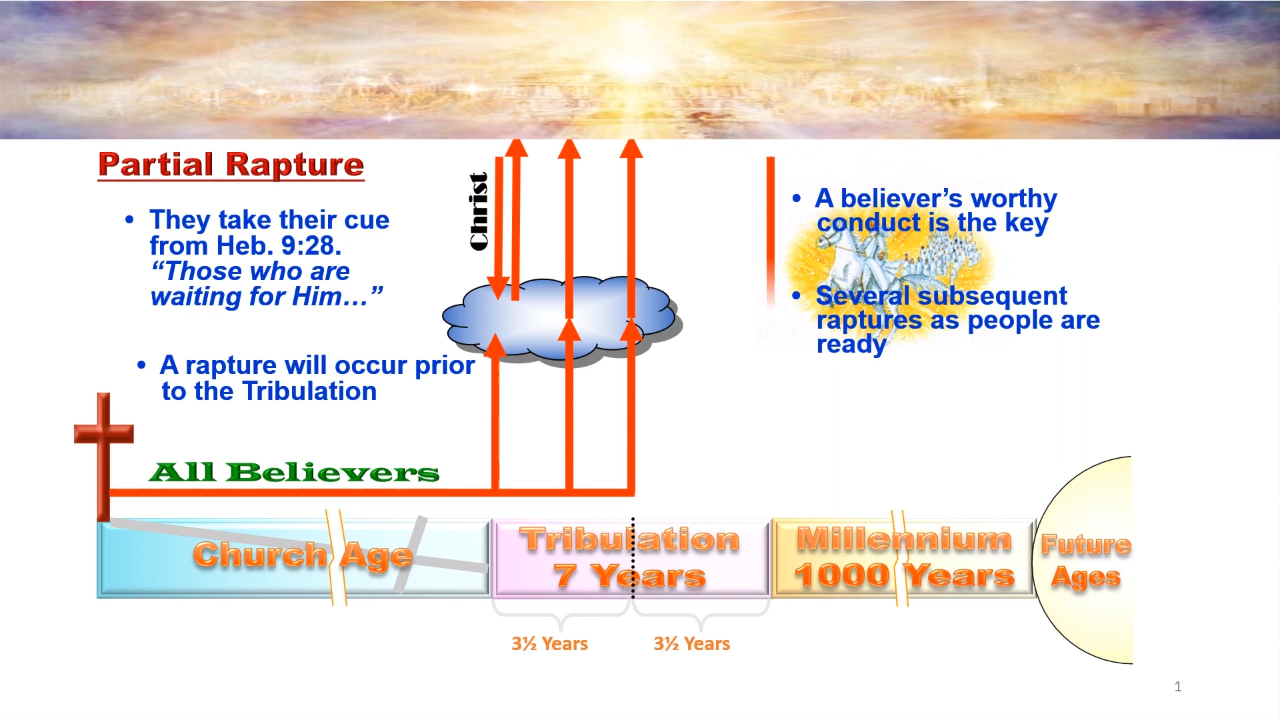 Partial Rapture
• They take their cue
from Heb. 9:28.
“Those who are
waiting for Him…”
• A rapture will occur prior
to the Tribulation
Christ
• A believer’s worthy
conduct is the key
• Several subsequent
raptures as people are
ready
All Believers
Church Age
Tribulation
7 Years
Millennium
1000 Years
Future
Ages
3½ Years
3½ Years
1